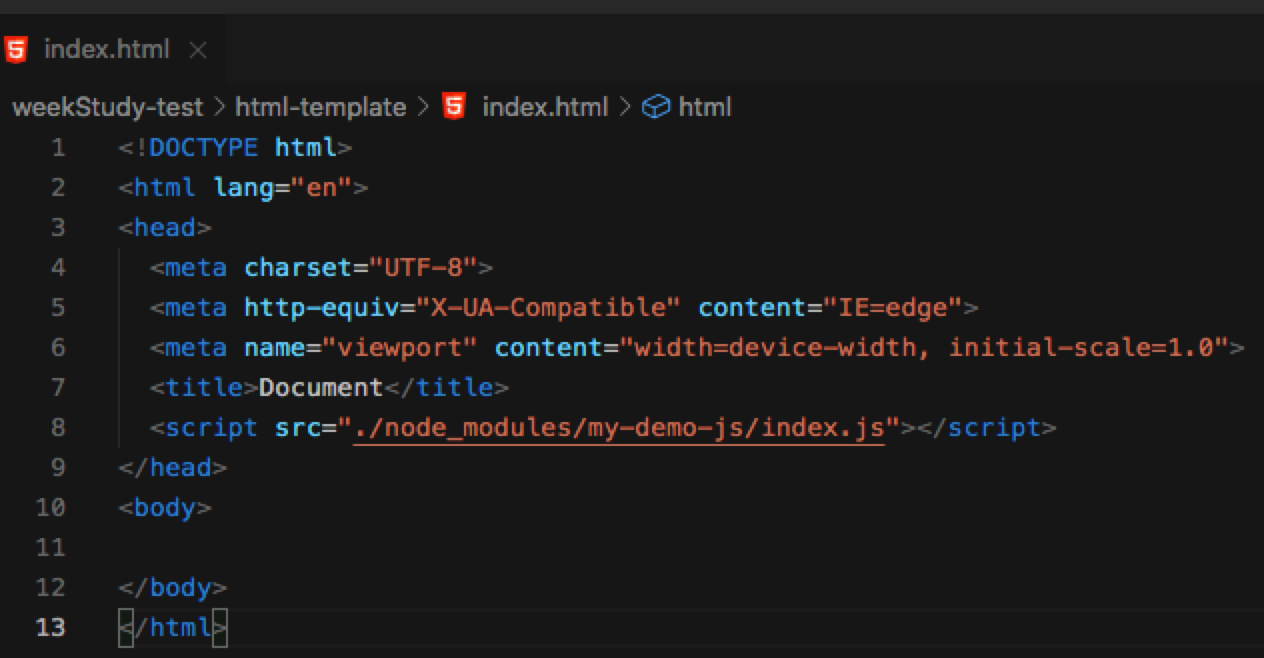 index.html
weekStudy-test > html-template > index.html > html
1 <!DOCTYPE html>
2 <html lang="en">
3 <head>
4 <meta charset="UTF-8">
5 <meta http-equiv="X-UA-Compatible" content="IE=edge">
6 <meta name="viewport" content="width=device-width, initial-scale=1.0">
7 <title>Document</title>
8 <script src="./node_modules/my-demo-js/index.js"></script>
9 </head>
10 <body>
11
12 </body>
13 </html>